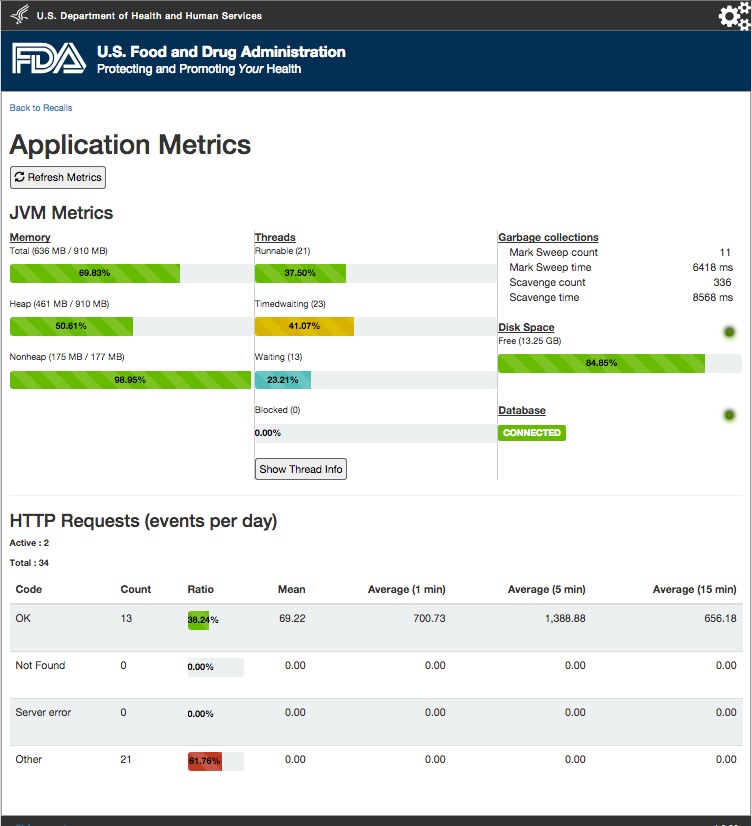 U.S. Department of Health and Human Services
FDA U.S. Food and Drug Administration
Protecting and Promoting Your Health
Back to Recalls
Application Metrics
Refresh Metrics
JVM Metrics
Memory
Total (636 MB / 910 MB)
69.83%
Heap (461 MB / 910 MB)
50.61%
Nonheap (175 MB / 177 MB)
98.95%
Threads
Runnable (21)
37.50%
Timedwaiting (23)
41.07%
Waiting (13)
23.21%
Blocked (0)
0.00%
Show Thread Info
Garbage collections
Mark Sweep count 11
Mark Sweep time 6418 ms
Scavenge count 336
Scavenge time 8568 ms
Disk Space
Free (13.25 GB)
84.85%
Database
CONNECTED
HTTP Requests (events per day)
Active : 2
Total : 34
Code Count Ratio Mean Average (1 min) Average (5 min) Average (15 min)
OK 13 38.24% 69.22 700.73 1,388.88 656.18
Not Found 0 0.00% 0.00 0.00 0.00 0.00
Server error 0 0.00% 0.00 0.00 0.00 0.00
Other 21 61.76% 0.00 0.00 0.00 0.00